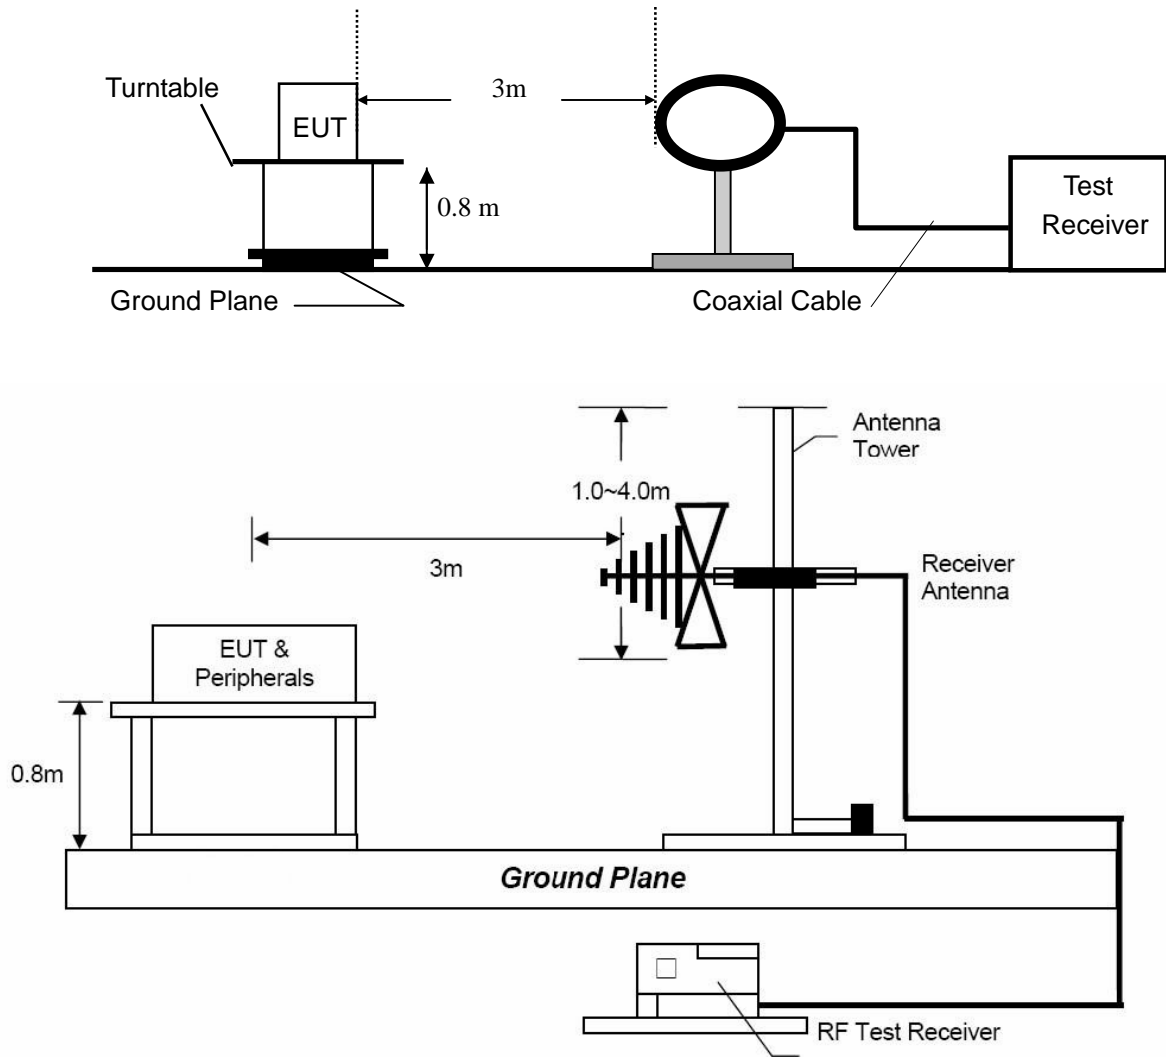 Turntable
3m
EUT
0.8 m
Test
Receiver
Ground Plane
Coaxial Cable
Antenna
Tower
1.0~4.0m
3m
Receiver
Antenna
EUT &
Peripherals
0.8m
Ground Plane
RF Test Receiver